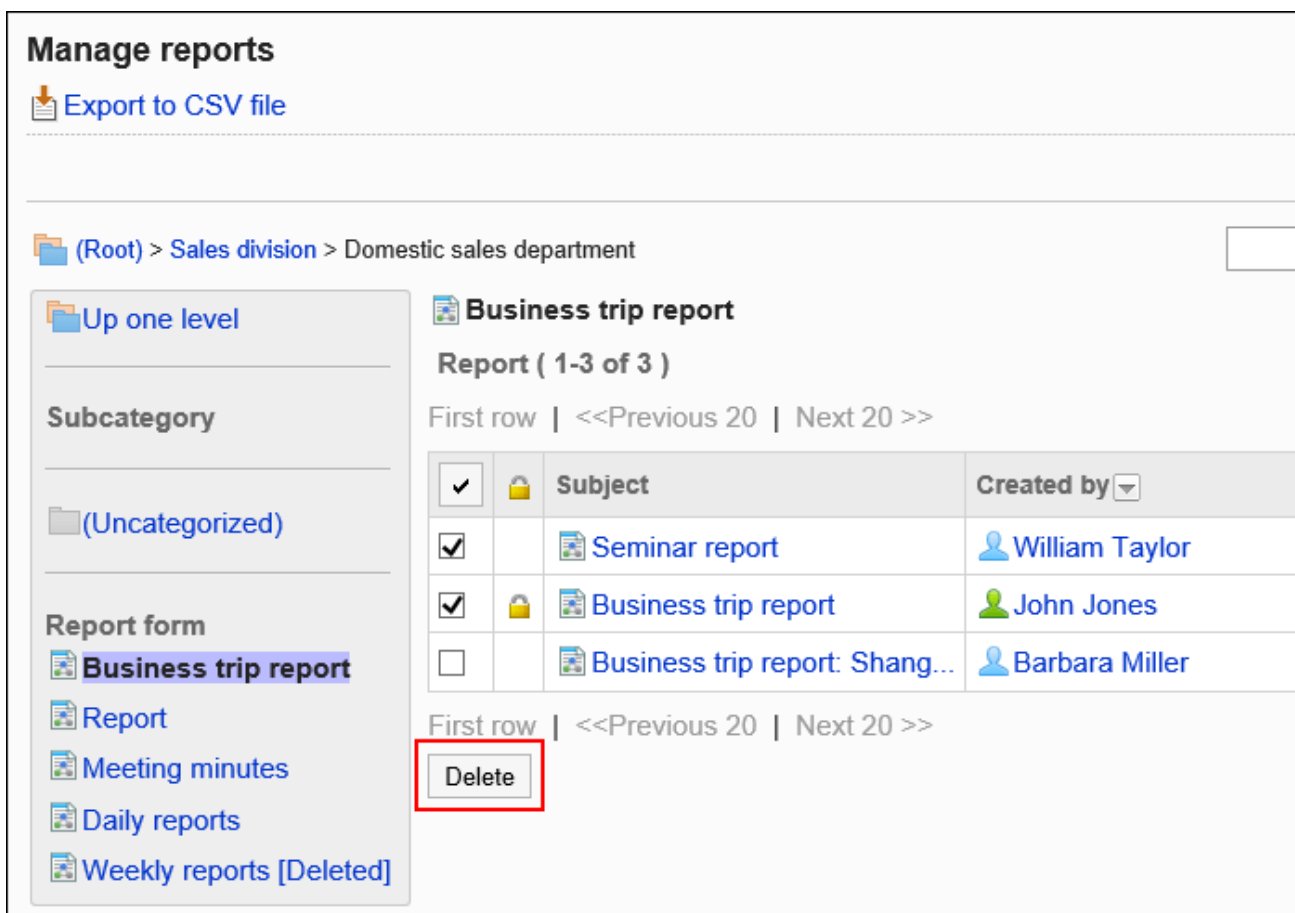 Manage reports
Export to CSV file
(Root) > Sales division > Domestic sales department
Up one level
Subcategory
(Uncategorized)
Report form
Business trip report
Report
Meeting minutes
Daily reports
Weekly reports [Deleted]
Business trip report
Report ( 1-3 of 3 )
First row | <<Previous 20 | Next 20 >>
Subject Created by
Seminar report William Taylor
Business trip report John Jones
Business trip report: Shang... Barbara Miller
First row | <<Previous 20 | Next 20 >>
Delete